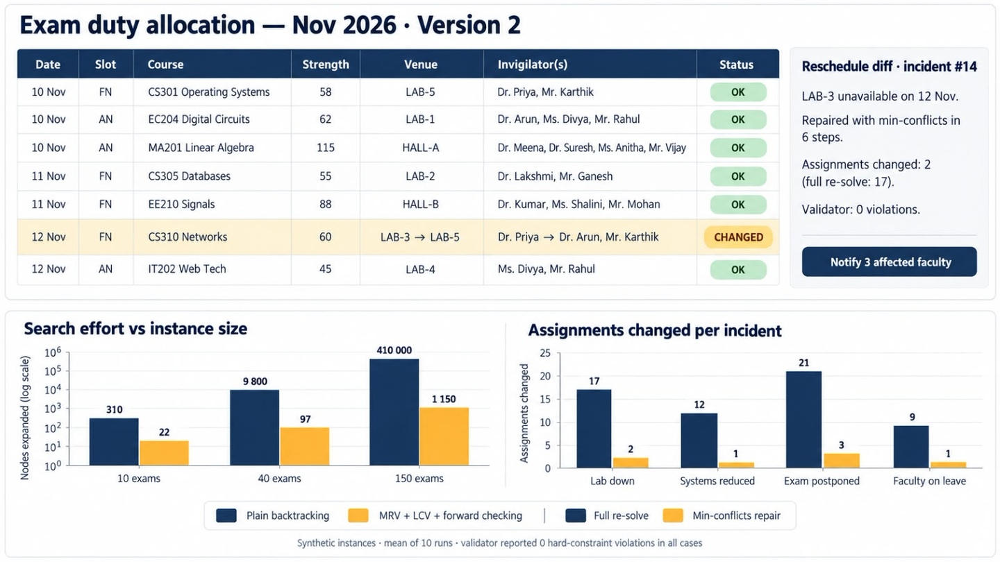 Exam duty allocation — Nov 2026 · Version 2
Date Slot Course Strength Venue Invigilator(s) Status
10 Nov FN CS301 Operating Systems 58 LAB-5 Dr. Priya, Mr. Karthik OK
10 Nov AN EC204 Digital Circuits 62 LAB-1 Dr. Arun, Ms. Divya, Mr. Rahul OK
10 Nov AN MA201 Linear Algebra 115 HALL-A Dr. Meena, Dr. Suresh, Ms. Anitha, Mr. Vijay OK
11 Nov FN CS305 Databases 55 LAB-2 Dr. Lakshmi, Mr. Ganesh OK
11 Nov FN EE210 Signals 88 HALL-B Dr. Kumar, Ms. Shalini, Mr. Mohan OK
12 Nov FN CS310 Networks 60 LAB-3 → LAB-5 Dr. Priya → Dr. Arun, Mr. Karthik CHANGED
12 Nov AN IT202 Web Tech 45 LAB-4 Ms. Divya, Mr. Rahul OK
Reschedule diff · incident #14
LAB-3 unavailable on 12 Nov.
Repaired with min-conflicts in
6 steps.
Assignments changed: 2
(full re-solve: 17).
Validator: 0 violations.
Notify 3 affected faculty
Search effort vs instance size
Nodes expanded (log scale)
10⁶
10⁵
10⁴
10³
10²
10¹
10⁰
310 22
9 800 97
410 000 1 150
10 exams 40 exams 150 exams
Assignments changed per incident
Assignments changed
25
20
15
10
5
0
17 2
12 1
21 3
9 1
Lab down Systems reduced Exam postponed Faculty on leave
Plain backtracking MRV + LCV + forward checking | Full re-solve Min-conflicts repair
Synthetic instances · mean of 10 runs · validator reported 0 hard-constraint violations in all cases